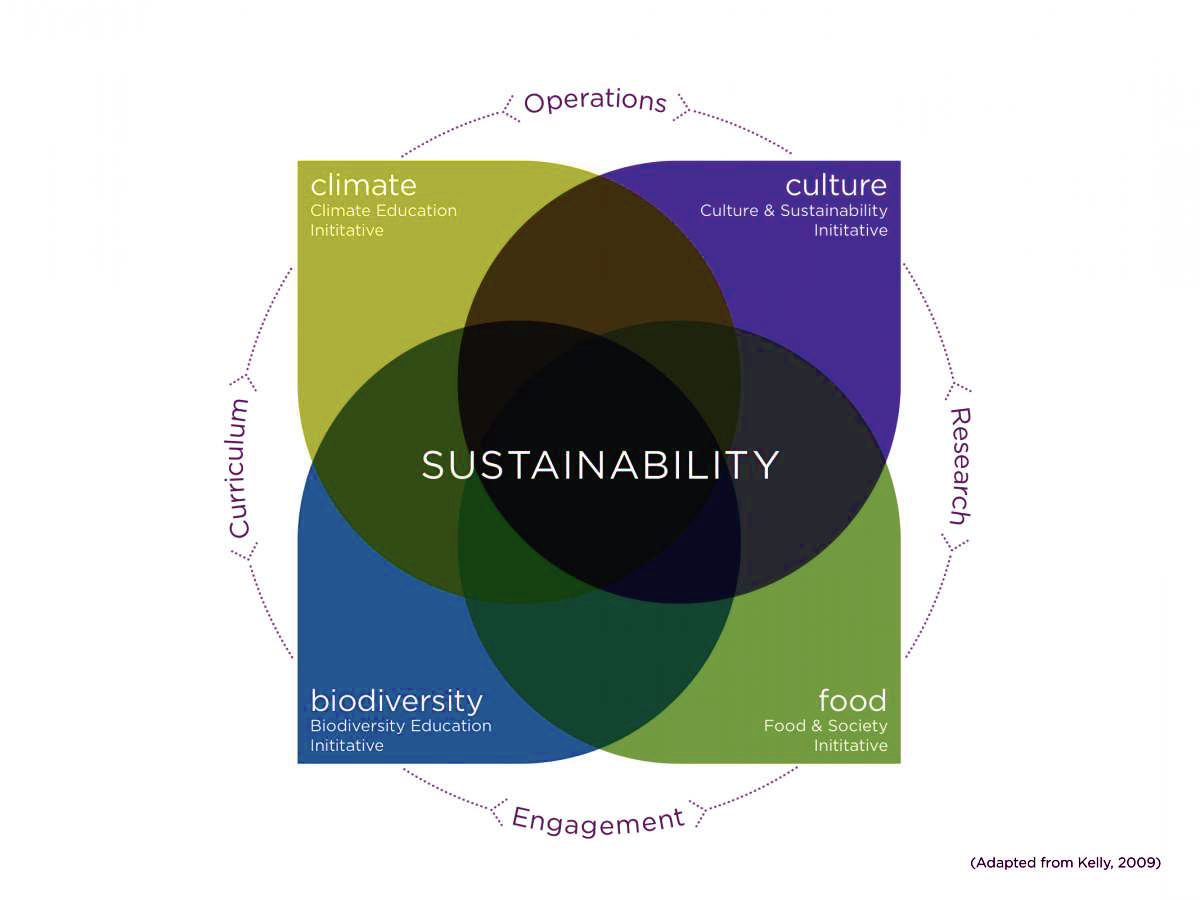 Operations
climate
Climate Education
Inititative
culture
Culture & Sustainability
Inititative
Curriculum
SUSTAINABILITY
Research
biodiversity
Biodiversity Education
Inititative
food
Food & Society
Inititative
Engagement
(Adapted from Kelly, 2009)